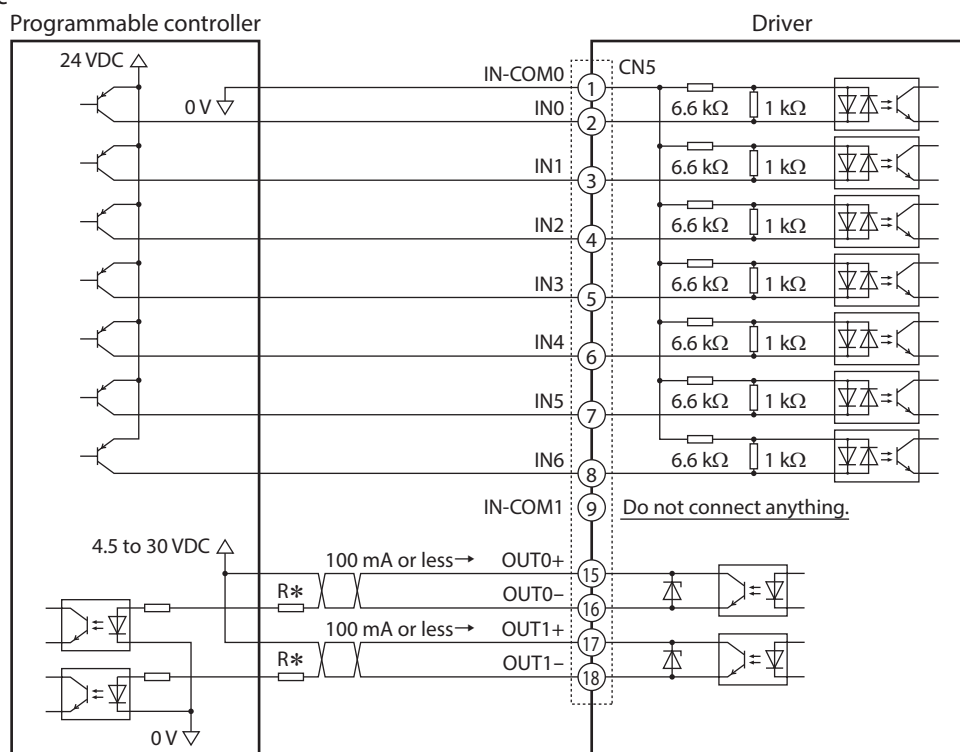 Programmable controller
Driver
24 VDC
0 V
IN-COM0
CN5
1
IN0
2
6.6 kΩ
1 kΩ
IN1
3
6.6 kΩ
1 kΩ
IN2
4
6.6 kΩ
1 kΩ
IN3
5
6.6 kΩ
1 kΩ
IN4
6
6.6 kΩ
1 kΩ
IN5
7
6.6 kΩ
1 kΩ
IN6
8
6.6 kΩ
1 kΩ
IN-COM1
9
Do not connect anything.
4.5 to 30 VDC
100 mA or less→
OUT0+
15
R*
OUT0−
16
100 mA or less→
OUT1+
17
R*
OUT1−
18
0 V